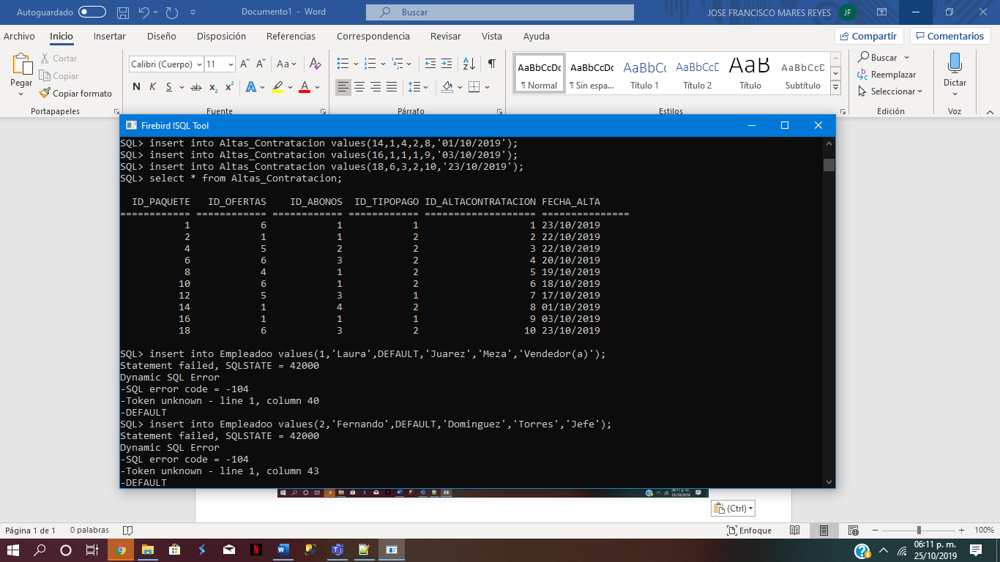 Autoguardado
Documento1 - Word
Buscar
JOSE FRANCISCO MARES REYES
JF
Archivo Inicio Insertar Diseño Disposición Referencias Correspondencia Revisar Vista Ayuda
Compartir Comentarios
Pegar
Cortar
Copiar
Copiar formato
Portapapeles
Calibri (Cuerpo) 11
Fuente
Párrafo
AaBbCcDc AaBbCcDc AaBbCc AaBbCcD AaB AaBbCcD
¶ Normal ¶ Sin espa... Título 1 Título 2 Título Subtítulo
Estilos
Buscar
Reemplazar
Seleccionar
Edición
Dictar
Voz
Firebird ISQL Tool
SQL> insert into Altas_Contratacion values(14,1,4,2,8,'01/10/2019');
SQL> insert into Altas_Contratacion values(16,1,1,1,9,'03/10/2019');
SQL> insert into Altas_Contratacion values(18,6,3,2,10,'23/10/2019');
SQL> select * from Altas_Contratacion;
ID_PAQUETE ID_OFERTAS ID_ABONOS ID_TIPOPAGO ID_ALTACONTRATACION FECHA_ALTA
============ ============ ============ ============ =================== ===============
1 6 1 1 1 23/10/2019
2 1 1 2 2 22/10/2019
4 5 2 2 3 22/10/2019
6 6 3 2 4 20/10/2019
8 4 1 2 5 19/10/2019
10 6 1 2 6 18/10/2019
12 5 3 1 7 17/10/2019
14 1 4 2 8 01/10/2019
16 1 1 1 9 03/10/2019
18 6 3 2 10 23/10/2019
SQL> insert into Empleadoo values(1,'Laura',DEFAULT,'Juarez','Meza','Vendedor(a)');
Statement failed, SQLSTATE = 42000
Dynamic SQL Error
-SQL error code = -104
-Token unknown - line 1, column 40
-DEFAULT
SQL> insert into Empleadoo values(2,'Fernando',DEFAULT,'Dominguez','Torres','Jefe');
Statement failed, SQLSTATE = 42000
Dynamic SQL Error
-SQL error code = -104
-Token unknown - line 1, column 43
-DEFAULT
06:11 p. m.
25/10/2019
(Ctrl)
Página 1 de 1 0 palabras
Enfoque
100%
06:11 p. m.
25/10/2019